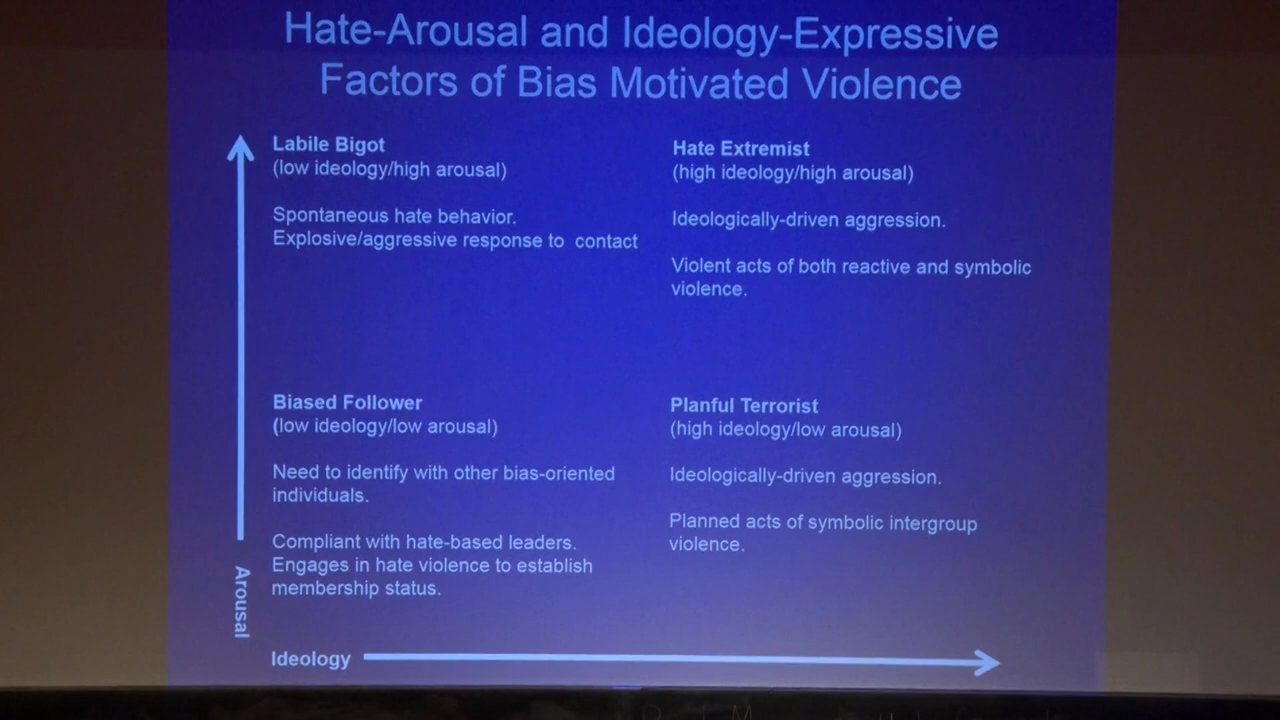 Hate-Arousal and Ideology-Expressive
Factors of Bias Motivated Violence
Labile Bigot
(low ideology/high arousal)
Spontaneous hate behavior.
Explosive/aggressive response to contact
Hate Extremist
(high ideology/high arousal)
Ideologically-driven aggression.
Violent acts of both reactive and symbolic
violence.
Biased Follower
(low ideology/low arousal)
Need to identify with other bias-oriented
individuals.
Compliant with hate-based leaders.
Engages in hate violence to establish
membership status.
Planful Terrorist
(high ideology/low arousal)
Ideologically-driven aggression.
Planned acts of symbolic intergroup
violence.
Arousal
Ideology